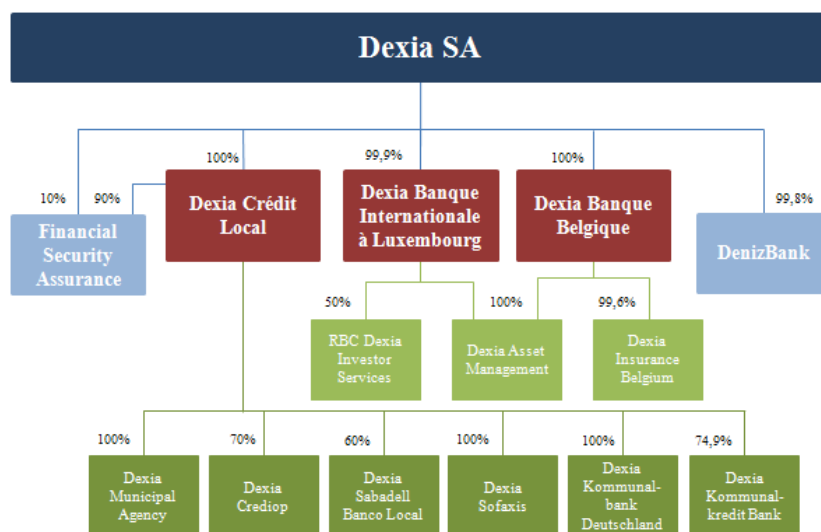 Dexia SA
100%
99,9%
100%
10%
90%
99,8%
Dexia Crédit
Local
Dexia Banque
Internationale
à Luxembourg
Dexia Banque
Belgique
Financial
Security
Assurance
DenizBank
50%
100%
99,6%
RBC Dexia
Investor
Services
Dexia Asset
Management
Dexia
Insurance
Belgium
100%
70%
60%
100%
100%
74,9%
Dexia
Municipal
Agency
Dexia
Crediop
Dexia
Sabadell
Banco Local
Dexia
Sofaxis
Dexia
Kommunal-
bank
Deutschland
Dexia
Kommunal-
kredit Bank